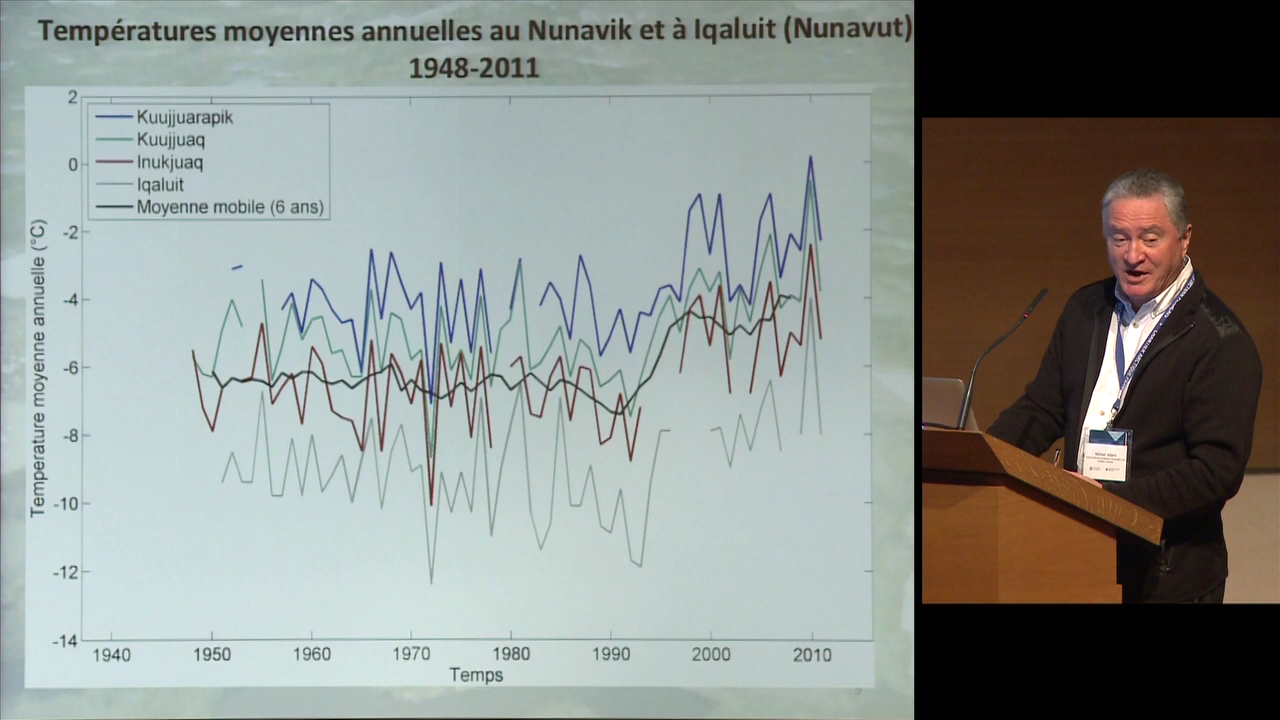 Températures moyennes annuelles au Nunavik et à Iqaluit (Nunavut)
1948-2011
Kuujjuarapik
Kuujjuaq
Inukjuaq
Iqaluit
Moyenne mobile (6 ans)
Temperature moyenne annuelle (°C)
2
0
-2
-4
-6
-8
-10
-12
-14
1940
1950
1960
1970
1980
1990
2000
2010
Temps